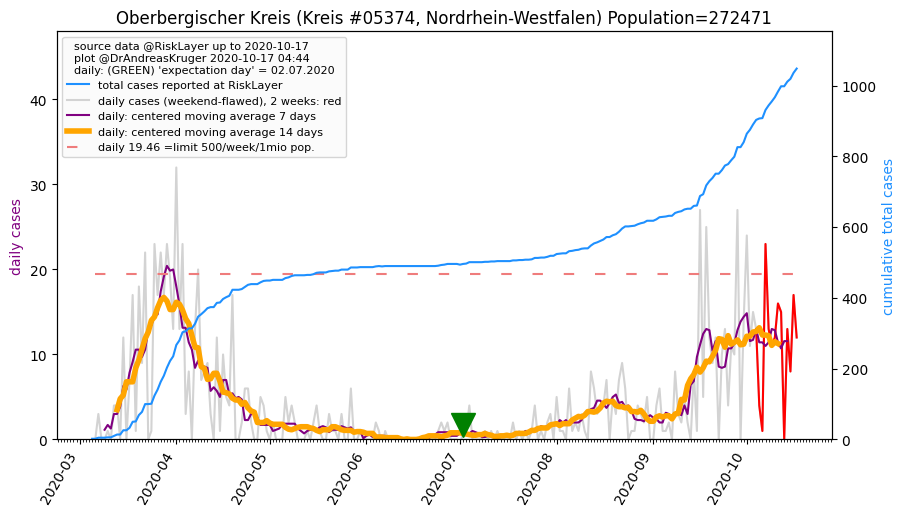 Oberbergischer Kreis (Kreis #05374, Nordrhein-Westfalen) Population=272471
source data @RiskLayer up to 2020-10-17
plot @DrAndreasKruger 2020-10-17 04:44
daily: (GREEN) 'expectation day' = 02.07.2020
total cases reported at RiskLayer
daily cases (weekend-flawed), 2 weeks: red
daily: centered moving average 7 days
daily: centered moving average 14 days
daily 19.46 =limit 500/week/1mio pop.
daily cases
40
30
20
10
0
cumulative total cases
1000
800
600
400
200
0
2020-03
2020-04
2020-05
2020-06
2020-07
2020-08
2020-09
2020-10